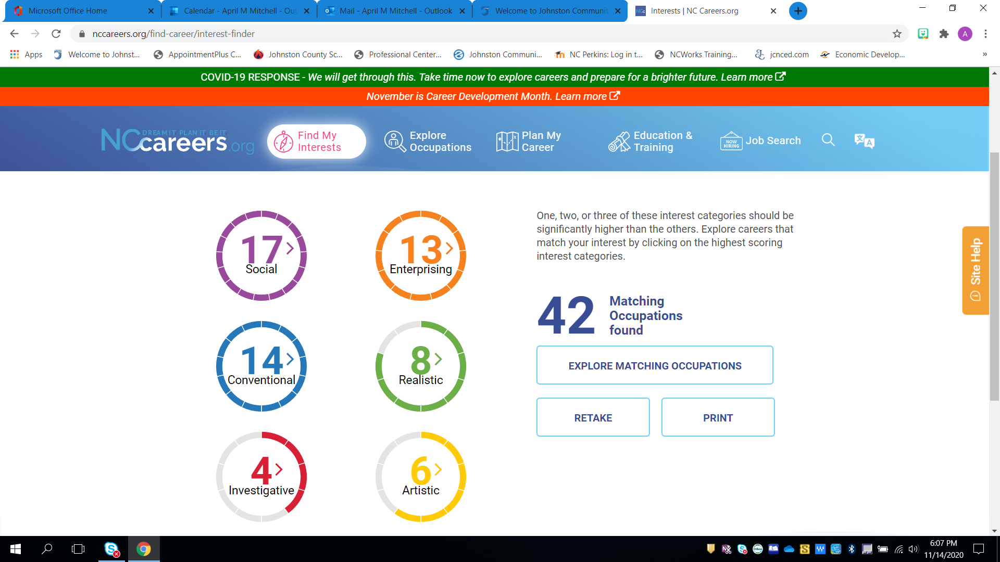 Microsoft Office Home
Calendar - April M Mitchell - Out
Mail - April M Mitchell - Outlook
Welcome to Johnston Communit
Interests | NC Careers.org
nccareers.org/find-career/interest-finder
A
Apps
Welcome to Johnst...
AppointmentPlus C...
Johnston County Sc...
Professional Center...
Johnston Communi...
NC Perkins: Log in t...
NCWorks Training...
jcnced.com
Economic Develop...
»
COVID-19 RESPONSE - We will get through this. Take time now to explore careers and prepare for a brighter future. Learn more
November is Career Development Month. Learn more
DREAM IT PLAN IT BE IT
NCcareers.org
Find My
Interests
Explore
Occupations
Plan My
Career
Education &
Training
NOW
HIRING
Job Search
17
Social
13
Enterprising
14
Conventional
8
Realistic
4
Investigative
6
Artistic
One, two, or three of these interest categories should be
significantly higher than the others. Explore careers that
match your interest by clicking on the highest scoring
interest categories.
42
Matching
Occupations
found
EXPLORE MATCHING OCCUPATIONS
RETAKE
PRINT
Site Help
6:07 PM
11/14/2020